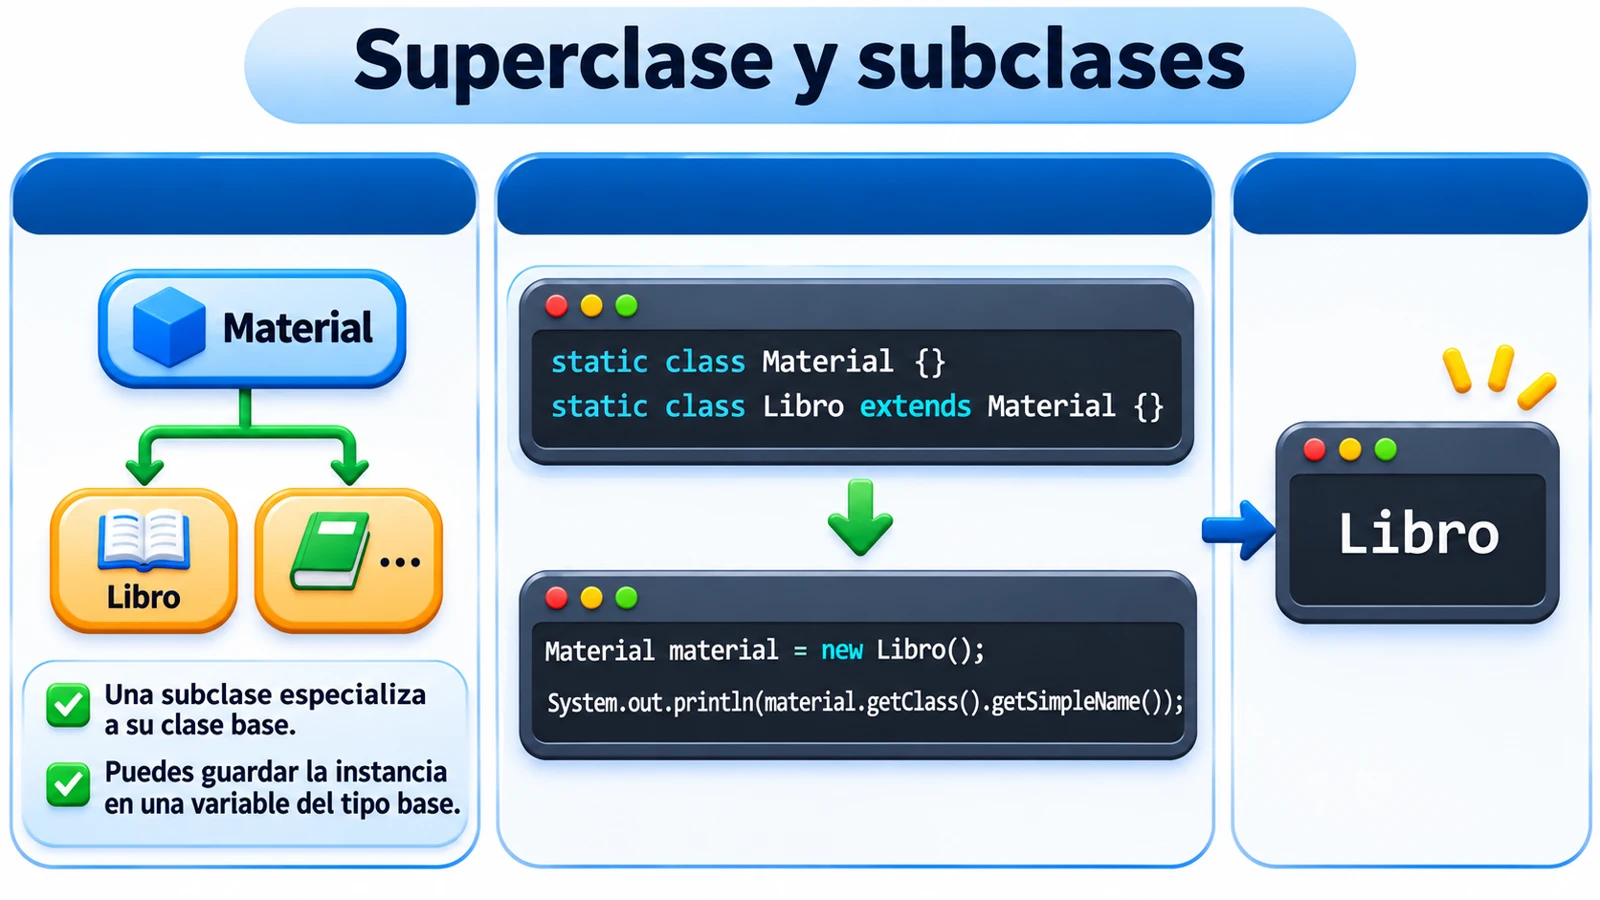 Superclase y subclases
Material
Libro
...
Una subclase especializa
a su clase base.
Puedes guardar la instancia
en una variable del tipo base.
static class Material {}
static class Libro extends Material {}
Material material = new Libro();
System.out.println(material.getClass().getSimpleName());
Libro